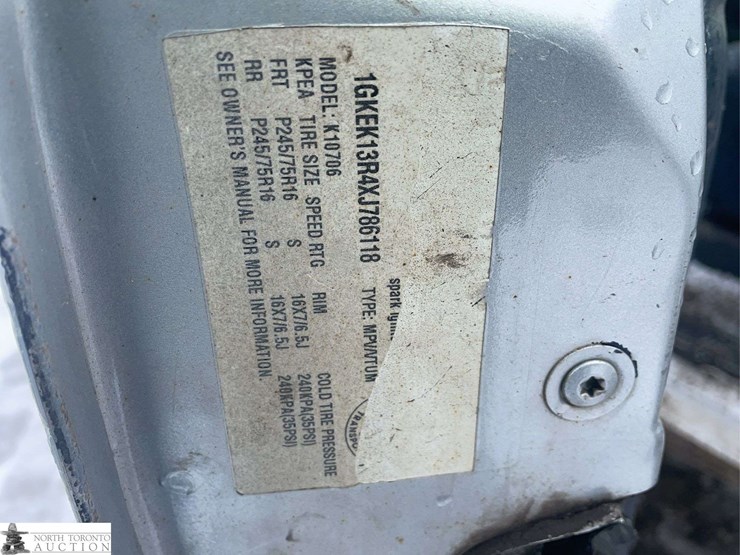 spark
1GKEK13R4XJ786118 TYPE: MPV/VTUM
MODEL: K10706
KPEA TIRE SIZE SPEED RTG RIM COLD TIRE PRESSURE
FRT P245/75R16 S 16X7/6.5J 240KPA(35PSI)
RR P245/75R16 S 16X7/6.5J 240KPA(35PSI)
SEE OWNER'S MANUAL FOR MORE INFORMATION.
NORTH TORONTO
AUCTION